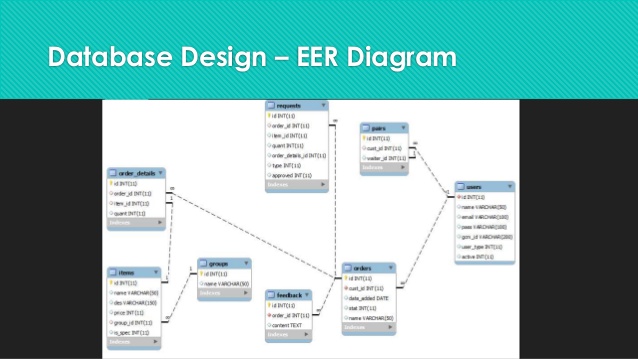 Database Design – EER Diagram
requests
id INT(11)
order_id INT(11)
item_id INT(11)
quant INT(11)
order_details_id INT(11)
type INT(11)
approved INT(11)
Indexes
pairs
id INT(11)
cust_id INT(11)
waiter_id INT(11)
Indexes
order_details
id INT(11)
order_id INT(11)
item_id INT(11)
quant INT(11)
Indexes
users
id INT(11)
name VARCHAR(50)
email VARCHAR(100)
pass VARCHAR(100)
gcm_id VARCHAR(200)
user_type INT(11)
active INT(11)
items
id INT(11)
name VARCHAR(50)
des VARCHAR(150)
price INT(11)
group_id INT(11)
is_spec INT(11)
Indexes
groups
id INT(11)
name VARCHAR(50)
Indexes
feedback
id INT(11)
order_id INT(11)
content TEXT
Indexes
orders
id INT(11)
cust_id INT(11)
date_added DATE
stat INT(11)
name VARCHAR(50)
Indexes